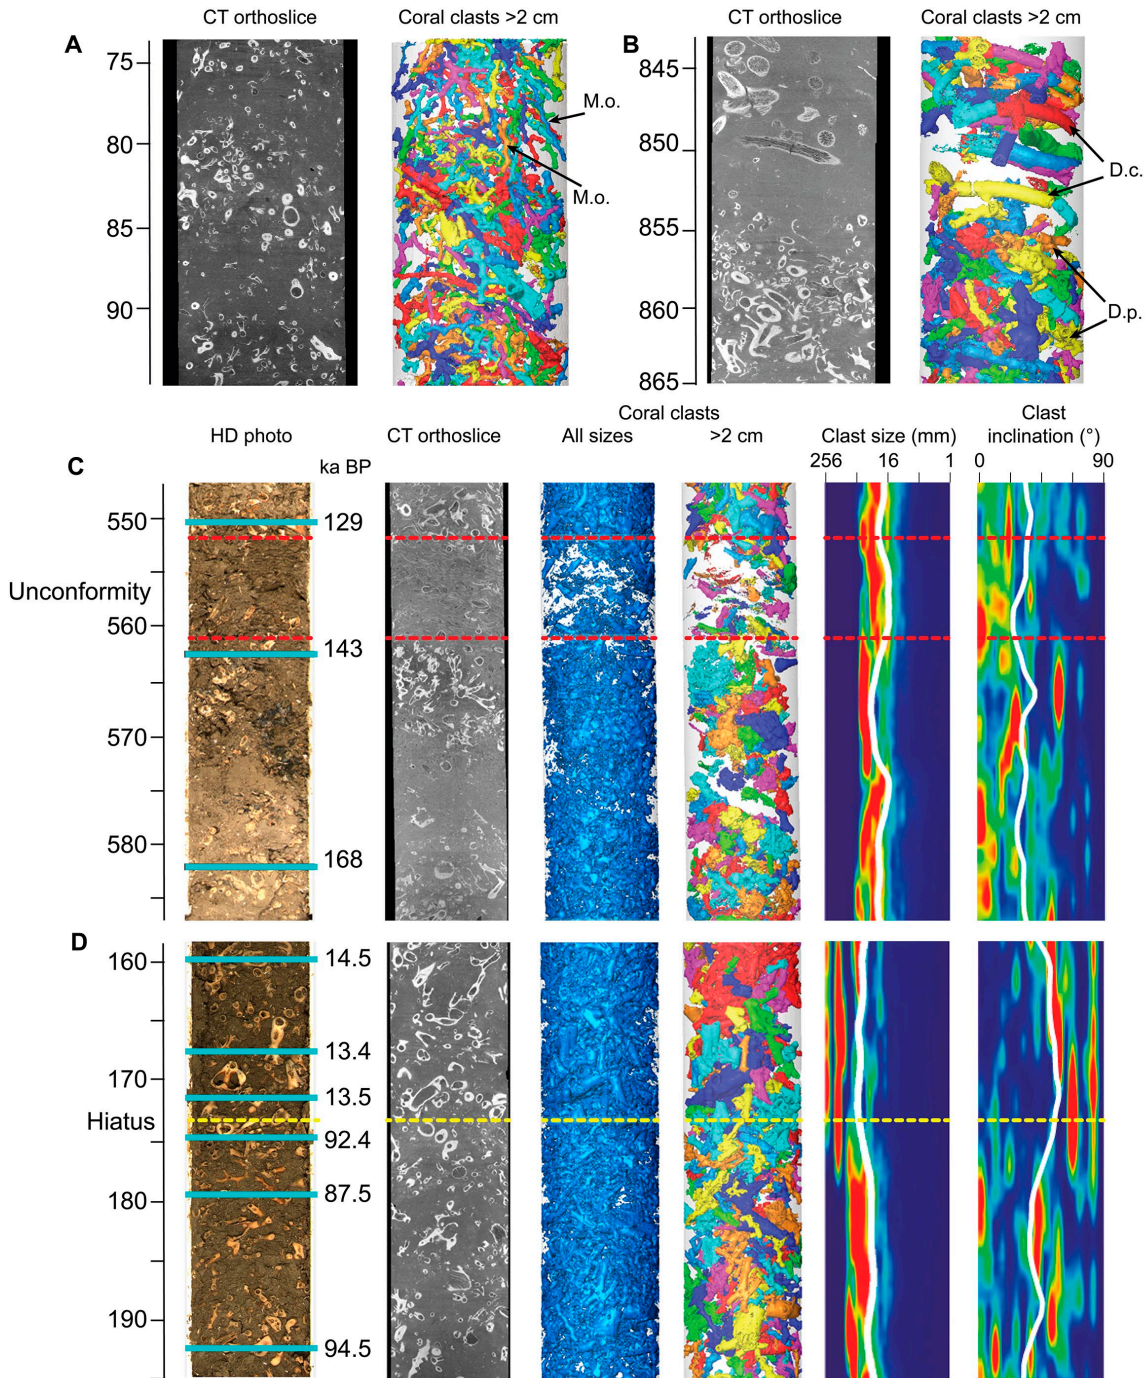 CT orthoslice
Coral clasts >2 cm
CT orthoslice
Coral clasts >2 cm
A
B
75
80
85
90
M.o.
M.o.
845
850
855
860
865
D.c.
D.p.
Coral clasts
Clast
HD photo
CT orthoslice
All sizes
>2 cm
Clast size (mm)
inclination (°)
C
ka BP
256
16
1
0
90
550
129
Unconformity
560
143
570
580
168
D
160
14.5
13.4
170
13.5
Hiatus
92.4
87.5
180
190
94.5